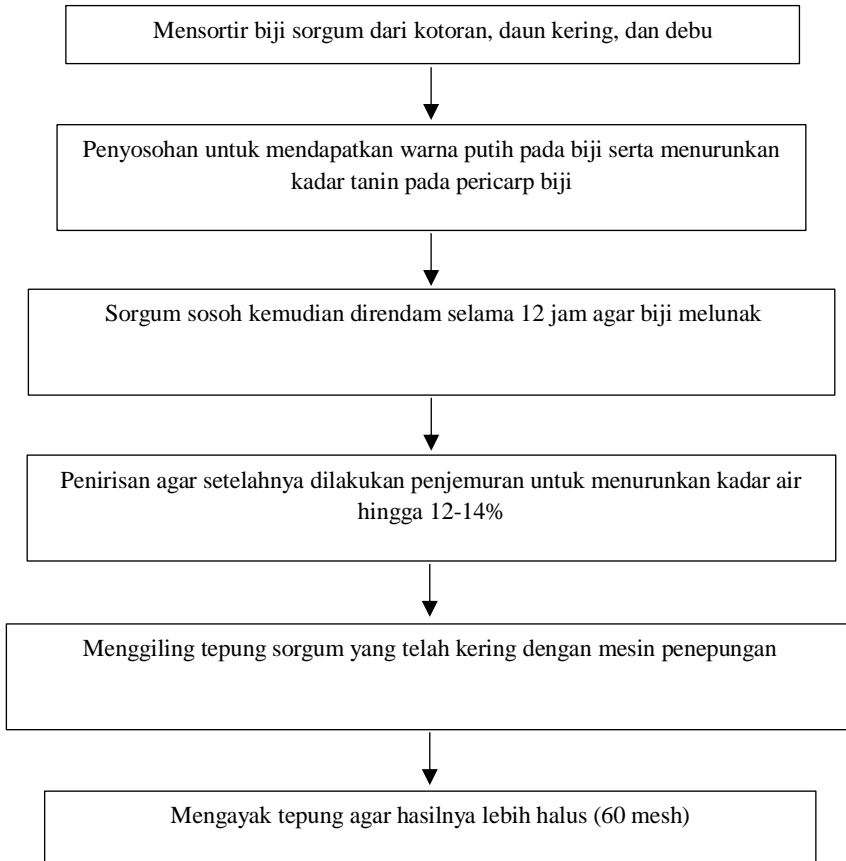 Mensortir biji sorgum dari kotoran, daun kering, dan debu
Penyosohan untuk mendapatkan warna putih pada biji serta menurunkan
kadar tanin pada pericarp biji
Sorgum sosoh kemudian direndam selama 12 jam agar biji melunak
Penirisan agar setelahnya dilakukan penjemuran untuk menurunkan kadar air
hingga 12-14%
Menggiling tepung sorgum yang telah kering dengan mesin penepungan
Mengayak tepung agar hasilnya lebih halus (60 mesh)